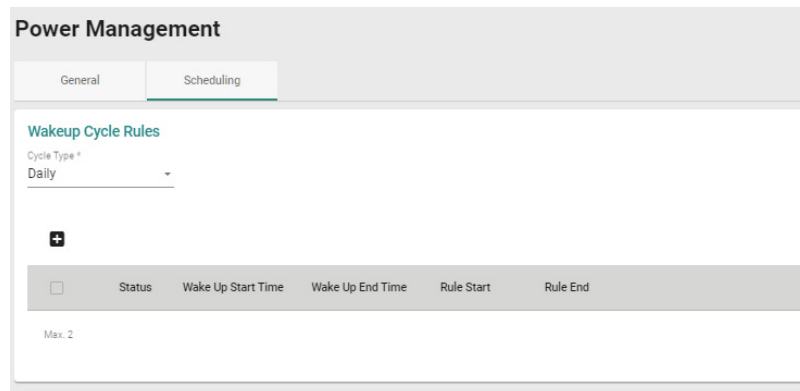 Power Management
General Scheduling
Wakeup Cycle Rules
Cycle Type *
Daily
Status Wake Up Start Time Wake Up End Time Rule Start Rule End
Max. 2